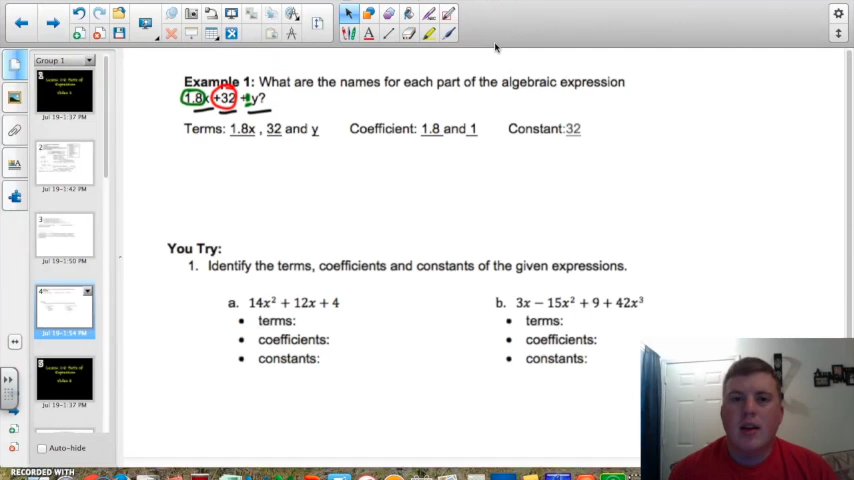 Group 1
Example 1: What are the names for each part of the algebraic expression
1.8x +32 + y?
Terms: 1.8x , 32 and y Coefficient: 1.8 and 1 Constant:32
Jul 19-1:37 PM
2
Jul 19-1:42 PM
3
Jul 19-1:50 PM
4
Jul 19-1:54 PM
Jul 19-1:37 PM
You Try:
1. Identify the terms, coefficients and constants of the given expressions.
a. 14x² + 12x + 4
• terms:
• coefficients:
• constants:
b. 3x − 15x² + 9 + 42x³
• terms:
• coefficients:
• constants:
Auto-hide
RECORDED WITH